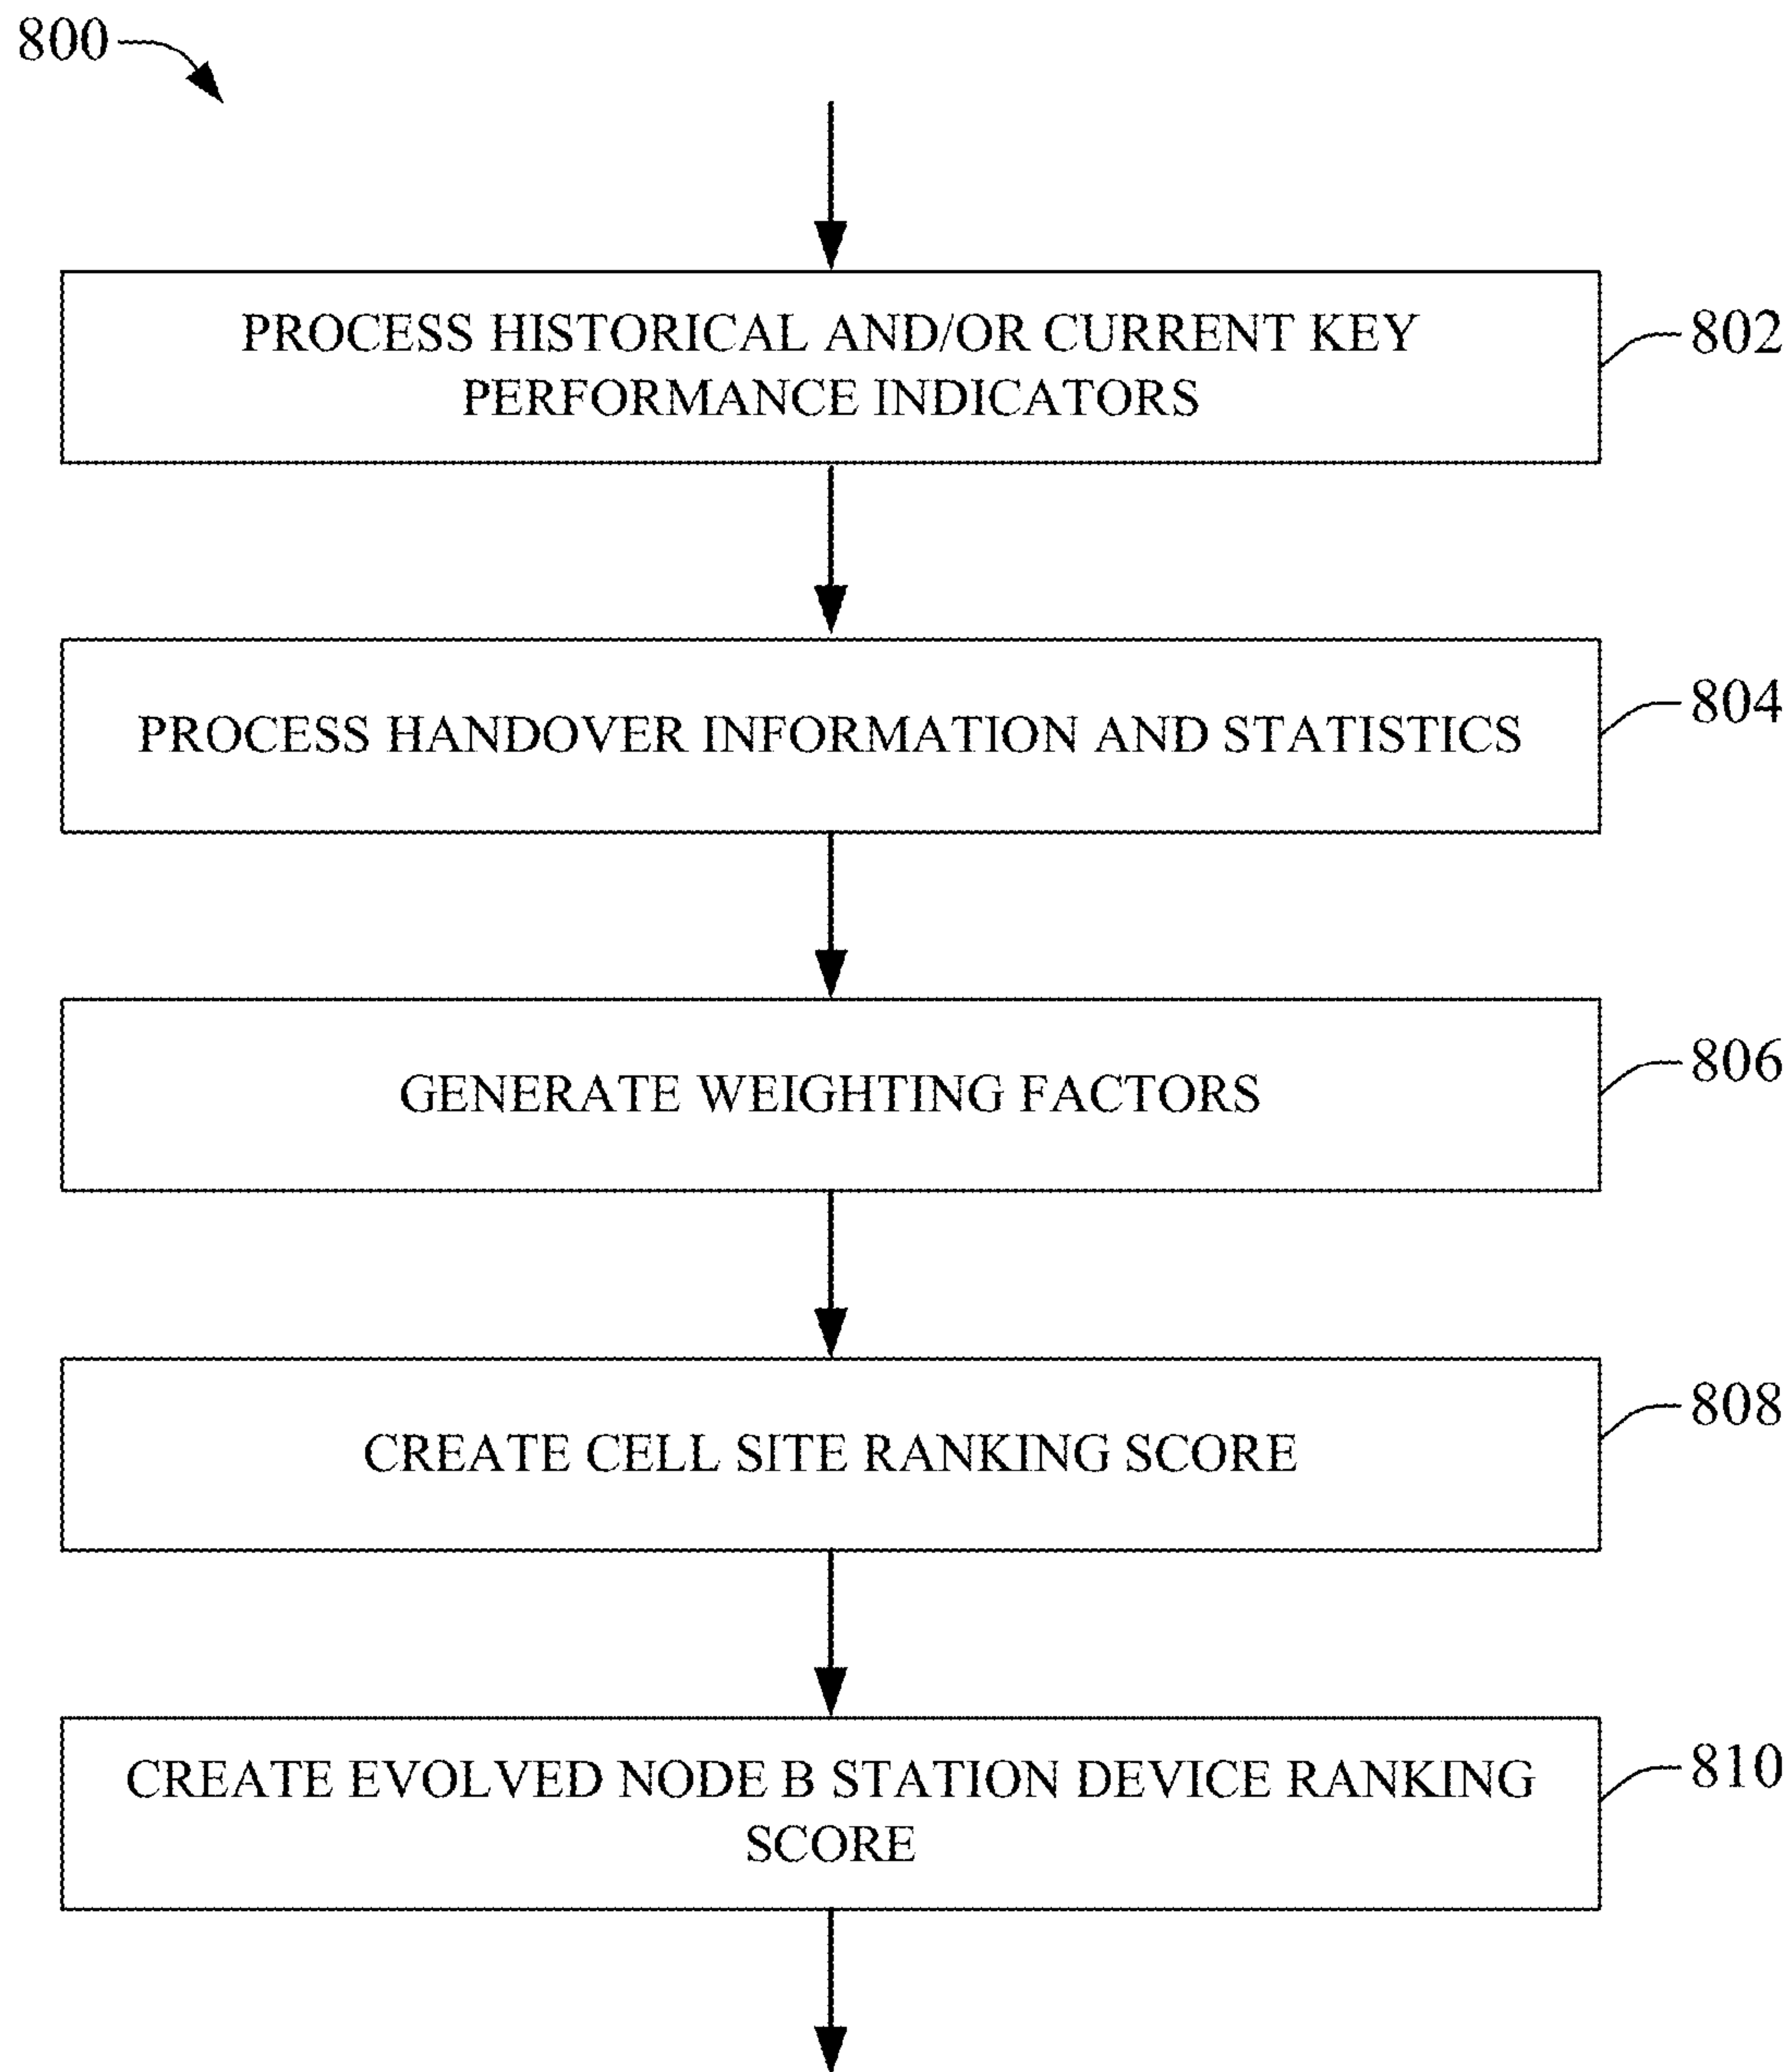 800
PROCESS HISTORICAL AND/OR CURRENT KEY
PERFORMANCE INDICATORS
802
PROCESS HANDOVER INFORMATION AND STATISTICS
804
GENERATE WEIGHTING FACTORS
806
CREATE CELL SITE RANKING SCORE
808
CREATE EVOLVED NODE B STATION DEVICE RANKING
SCORE
810